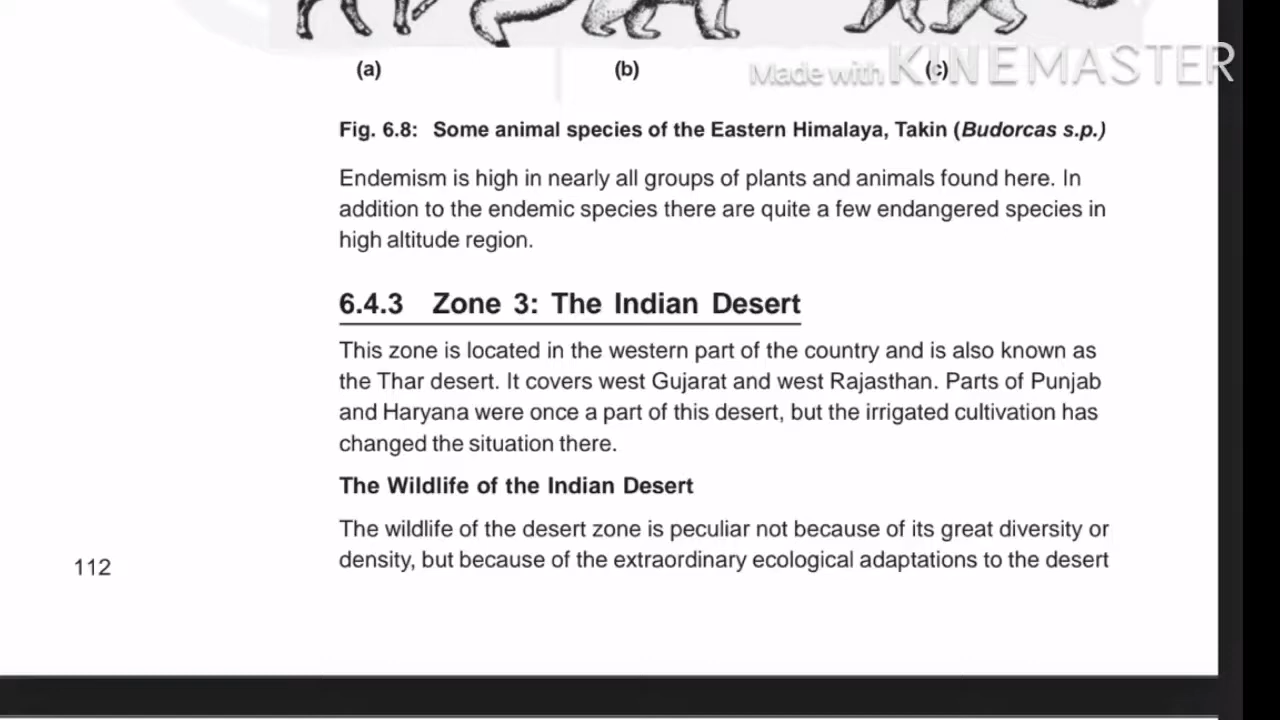 (a) (b) (c)
Made with KINEMASTER
Fig. 6.8: Some animal species of the Eastern Himalaya, Takin (Budorcas s.p.)
Endemism is high in nearly all groups of plants and animals found here. In
addition to the endemic species there are quite a few endangered species in
high altitude region.
6.4.3 Zone 3: The Indian Desert
This zone is located in the western part of the country and is also known as
the Thar desert. It covers west Gujarat and west Rajasthan. Parts of Punjab
and Haryana were once a part of this desert, but the irrigated cultivation has
changed the situation there.
The Wildlife of the Indian Desert
The wildlife of the desert zone is peculiar not because of its great diversity or
density, but because of the extraordinary ecological adaptations to the desert
112